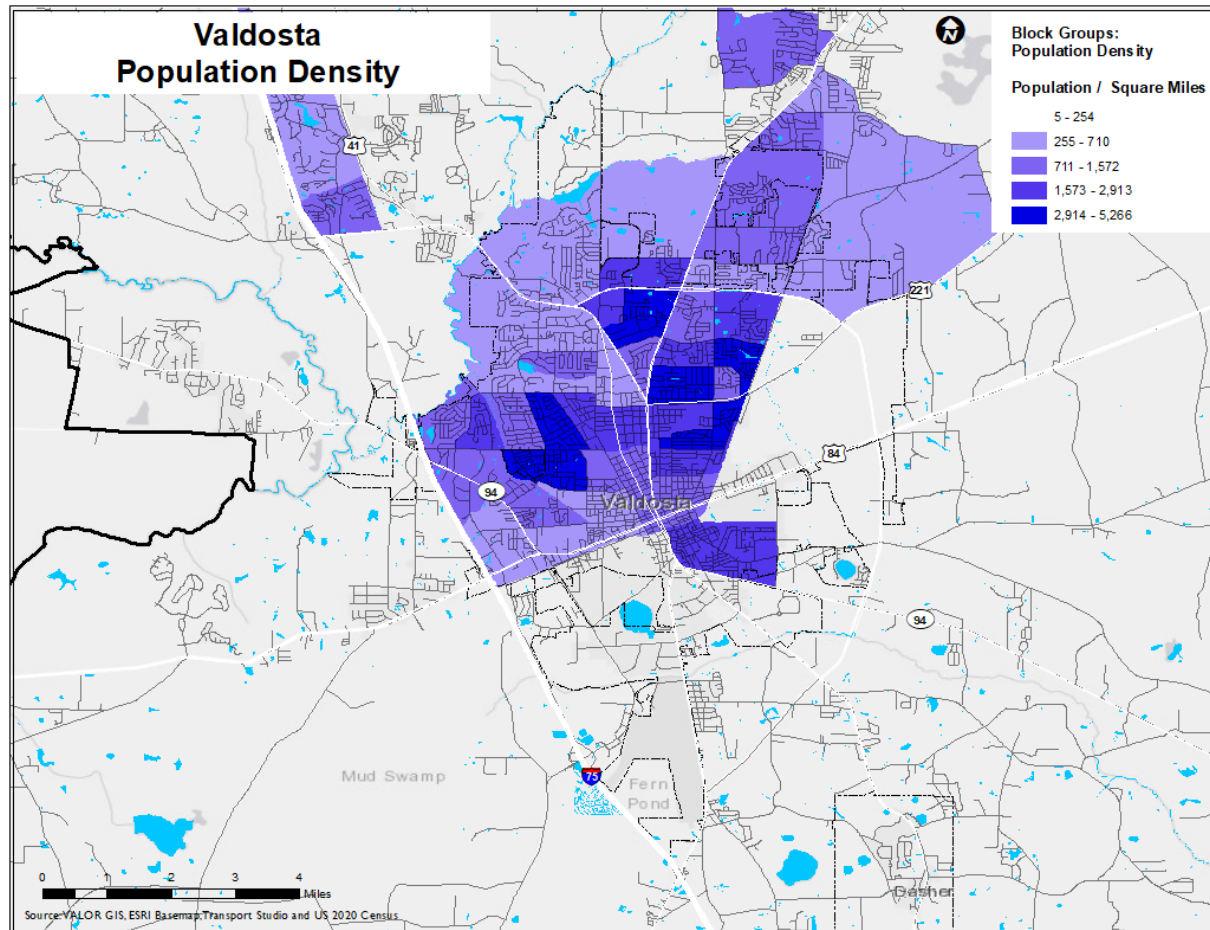 Valdosta
Population Density
N
Block Groups:
Population Density
Population / Square Miles
5 - 254
255 - 710
711 - 1,572
1,573 - 2,913
2,914 - 5,266
41
221
84
94
Valdosta
94
75
Mud Swamp
Fern
Pond
Dasher
0 1 2 3 4
Miles
Source:VALOR GIS, ESRI Basemap,Transport Studio and US 2020 Census